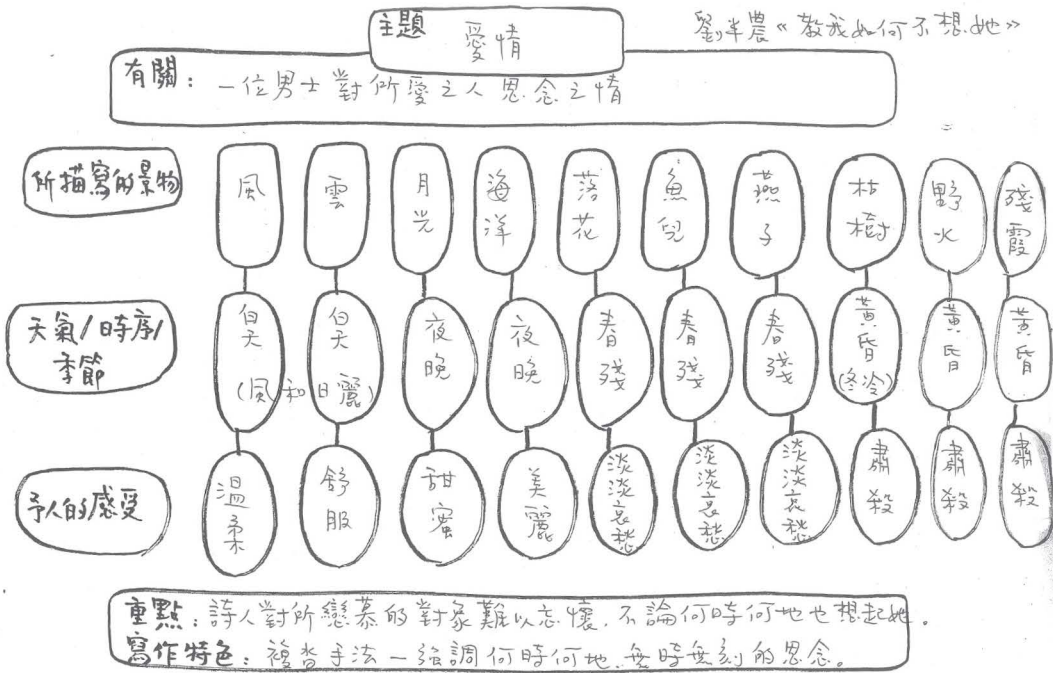 主題 愛情
劉半農《教我如何不想她》
有關：一位男士對所愛之人思念之情
所描寫的景物
風 雲 月光 海洋 落花 魚兒 燕子 枯樹 野火 殘霞
天氣/時序/
季節
白天 白天 夜晚 夜晚 春殘 春殘 春殘 黃昏 黃昏 黃昏
(風和日麗) (冬冷)
予人的感受
溫柔 舒服 甜蜜 美麗 淡淡哀愁 淡淡哀愁 淡淡哀愁 肅殺 肅殺 肅殺
重點：詩人對所戀慕的對象難以忘懷，不論何時何地也想起她。
寫作特色：複沓手法－強調何時何地、無時無刻的思念。